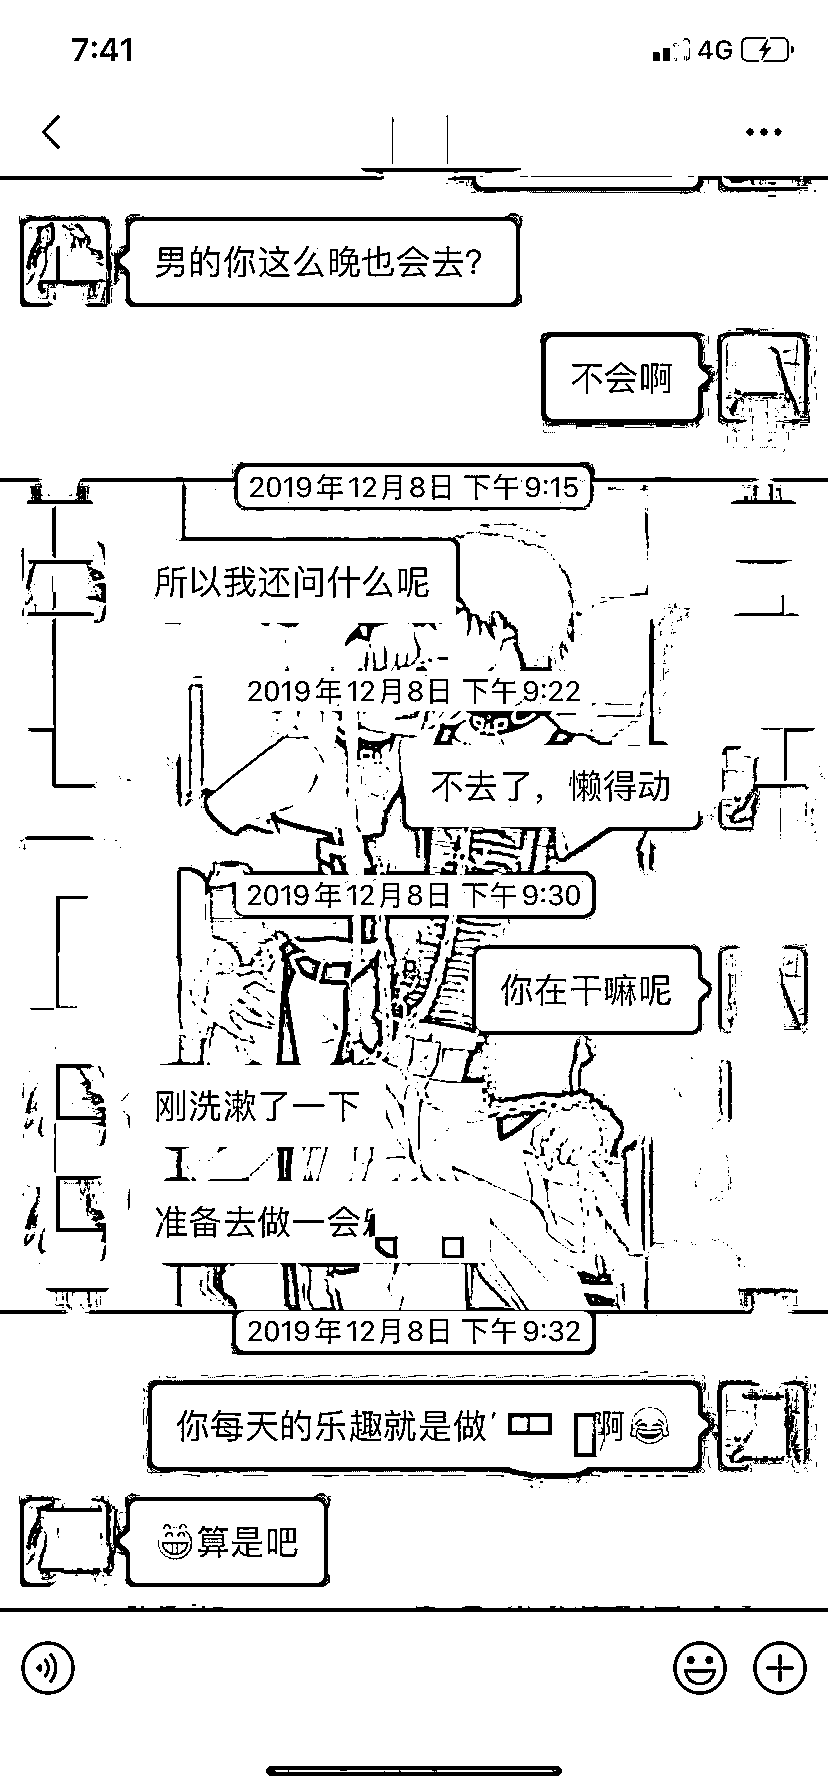 7:41
4G
男的你这么晚也会去?
不会啊
2019年12月8日 下午9:15
所以我还问什么呢
2019年12月8日 下午9:22
不去了，懒得动
2019年12月8日 下午9:30
你在干嘛呢
刚洗漱了一下
准备去做一会
2019年12月8日 下午9:32
你每天的乐趣就是做 啊😂
😁算是吧